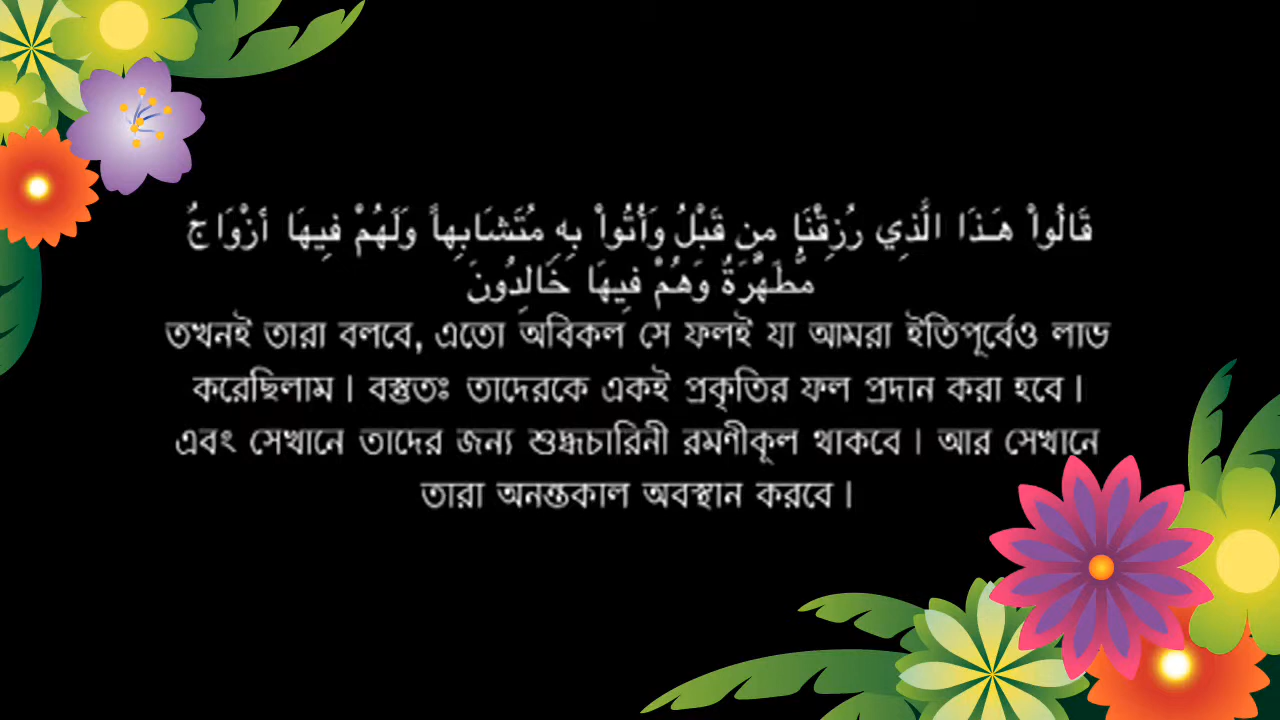 قَالُواْ هَـذَا الَّذِي رُزِقْنَا مِن قَبْلُ وَأُتُواْ بِهِ مُتَشَابِهاً وَلَهُمْ فِيهَا أَزْوَاجٌ
مُّطَهَّرَةٌ وَهُمْ فِيهَا خَالِدُونَ
তখনই তারা বলবে, এতো অবিকল সে ফলই যা আমরা ইতিপূর্বেও লাভ
করেছিলাম। বস্তুতঃ তাদেরকে একই প্রকৃতির ফল প্রদান করা হবে।
এবং সেখানে তাদের জন্য শুদ্ধচারিনী রমণীকূল থাকবে। আর সেখানে
তারা অনন্তকাল অবস্থান করবে।